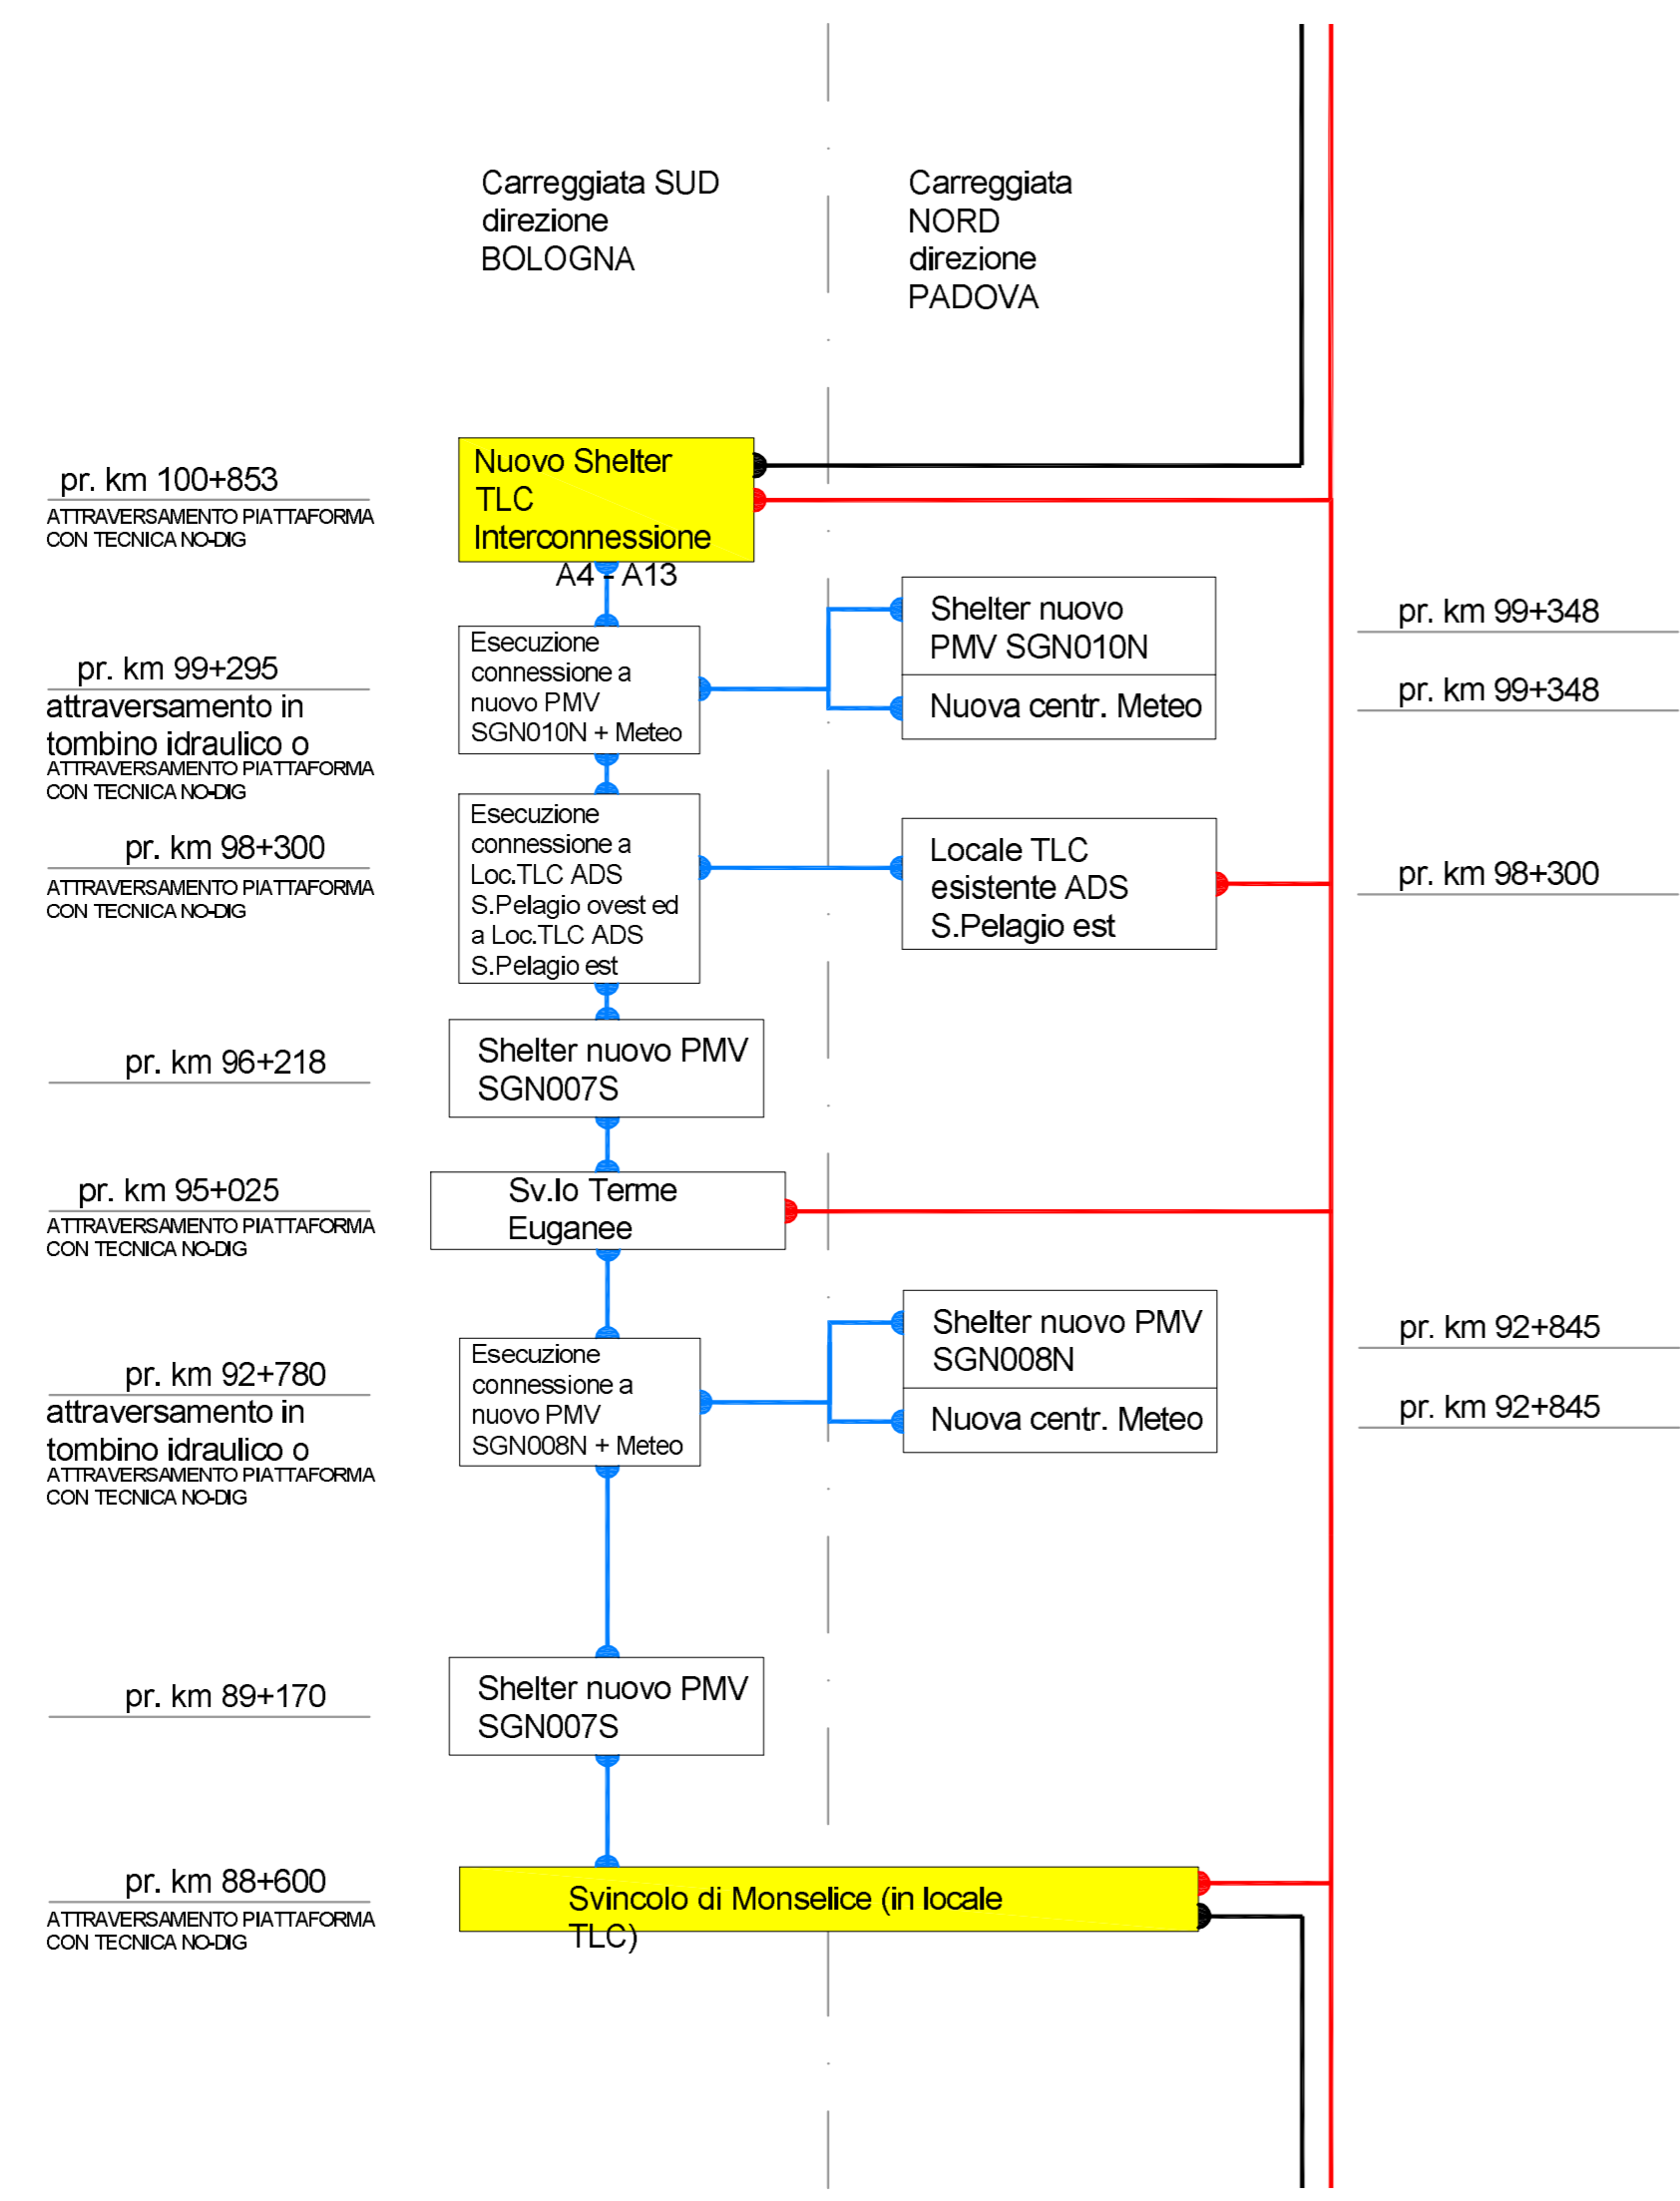 Carreggiata SUD
direzione
BOLOGNA
Carreggiata
NORD
direzione
PADOVA
pr. km 100+853
ATTRAVERSAMENTO PIATTAFORMA
CON TECNICA NO-DIG
Nuovo Shelter
TLC
Interconnessione
A4 - A13
pr. km 99+295
attraversamento in
tombino idraulico o
ATTRAVERSAMENTO PIATTAFORMA
CON TECNICA NO-DIG
Esecuzione
connessione a
nuovo PMV
SGN010N + Meteo
Shelter nuovo
PMV SGN010N
Nuova centr. Meteo
pr. km 99+348
pr. km 99+348
pr. km 98+300
ATTRAVERSAMENTO PIATTAFORMA
CON TECNICA NO-DIG
Esecuzione
connessione a
Loc.TLC ADS
S.Pelagio ovest ed
a Loc.TLC ADS
S.Pelagio est
Locale TLC
esistente ADS
S.Pelagio est
pr. km 98+300
pr. km 96+218
Shelter nuovo PMV
SGN007S
pr. km 95+025
ATTRAVERSAMENTO PIATTAFORMA
CON TECNICA NO-DIG
Sv.lo Terme
Euganee
pr. km 92+780
attraversamento in
tombino idraulico o
ATTRAVERSAMENTO PIATTAFORMA
CON TECNICA NO-DIG
Esecuzione
connessione a
nuovo PMV
SGN008N + Meteo
Shelter nuovo PMV
SGN008N
Nuova centr. Meteo
pr. km 92+845
pr. km 92+845
pr. km 89+170
Shelter nuovo PMV
SGN007S
pr. km 88+600
ATTRAVERSAMENTO PIATTAFORMA
CON TECNICA NO-DIG
Svincolo di Monselice (in locale
TLC)